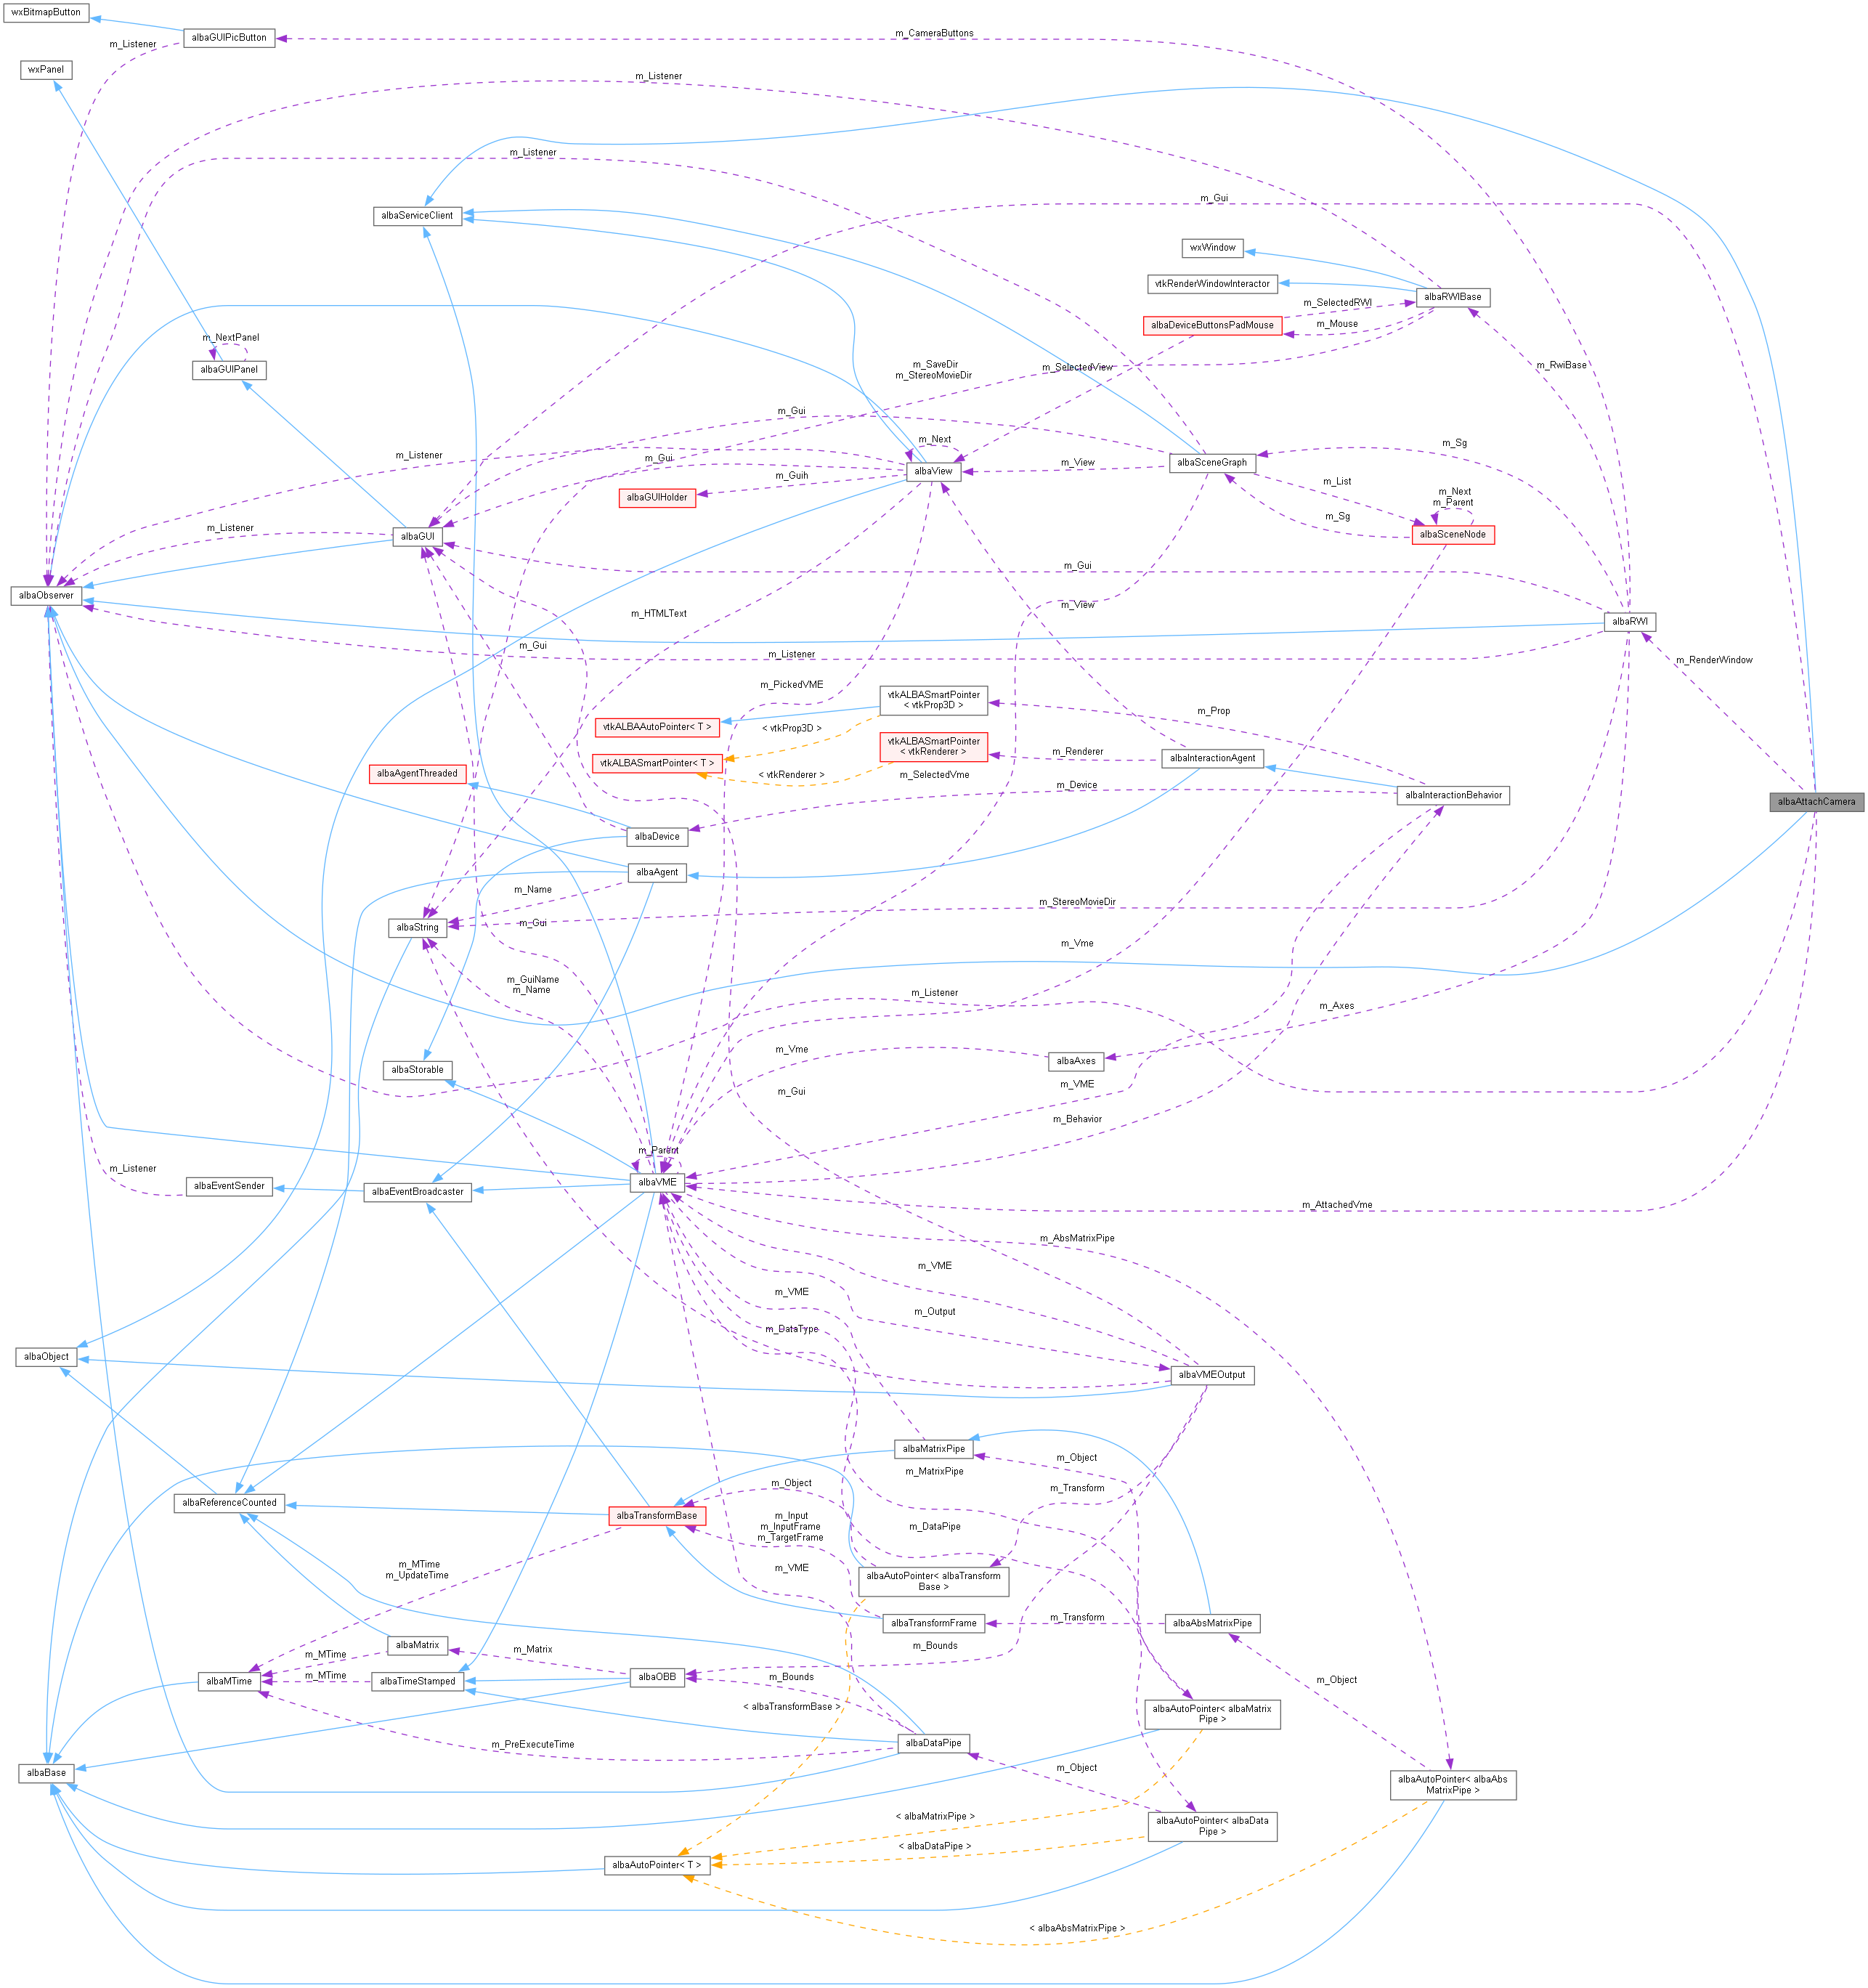 wxBitmapButton
albaGUIPicButton
m_CameraButtons
m_Listener
wxPanel
m_Listener
m_Listener
m_Gui
albaServiceClient
wxWindow
vtkRenderWindowInteractor
albaRWIBase
m_SelectedRWI
albaDeviceButtonsPadMouse
m_Mouse
m_NextPanel
albaGUIPanel
m_SaveDir
m_StereoMovieDir
m_SelectedView
m_RwiBase
m_Gui
m_Next
m_Sg
m_Listener
m_Gui
albaView
m_View
albaSceneGraph
m_Guih
m_List
m_Next
m_Parent
albaGUIHolder
m_Sg
albaSceneNode
m_Listener
albaGUI
m_Gui
albaObserver
m_HTMLText
m_View
albaRWI
m_Gui
m_Listener
m_RenderWindow
m_PickedVME
vtkALBASmartPointer
< vtkProp3D >
m_Prop
vtkALBAAutoPointer< T >
< vtkProp3D >
vtkALBASmartPointer
< vtkRenderer >
m_Renderer
albaInteractionAgent
vtkALBASmartPointer< T >
albaAgentThreaded
< vtkRenderer >
m_SelectedVme
m_Device
albaInteractionBehavior
albaAttachCamera
albaDevice
albaAgent
m_Name
m_StereoMovieDir
albaString
m_Gui
m_Vme
m_GuiName
m_Name
m_Listener
m_Axes
m_Vme
albaAxes
albaStorable
m_VME
m_Gui
m_Behavior
m_Parent
m_Listener
albaEventSender
albaEventBroadcaster
albaVME
m_AttachedVme
m_AbsMatrixPipe
m_VME
m_VME
m_Output
m_DataType
albaObject
albaVMEOutput
albaMatrixPipe
m_Object
m_MatrixPipe
m_Object
m_Transform
albaReferenceCounted
albaTransformBase
m_Input
m_InputFrame
m_TargetFrame
m_DataPipe
m_MTime
m_UpdateTime
m_VME
albaAutoPointer< albaTransform
Base >
albaTransformFrame
m_Transform
albaAbsMatrixPipe
albaMatrix
m_MTime
m_Matrix
m_Bounds
albaMTime
m_MTime
albaTimeStamped
albaOBB
m_Bounds
m_Object
< albaTransformBase >
albaAutoPointer< albaMatrix
Pipe >
m_PreExecuteTime
albaDataPipe
albaBase
m_Object
albaAutoPointer< albaAbs
MatrixPipe >
< albaMatrixPipe >
albaAutoPointer< albaData
Pipe >
< albaDataPipe >
albaAutoPointer< T >
< albaAbsMatrixPipe >